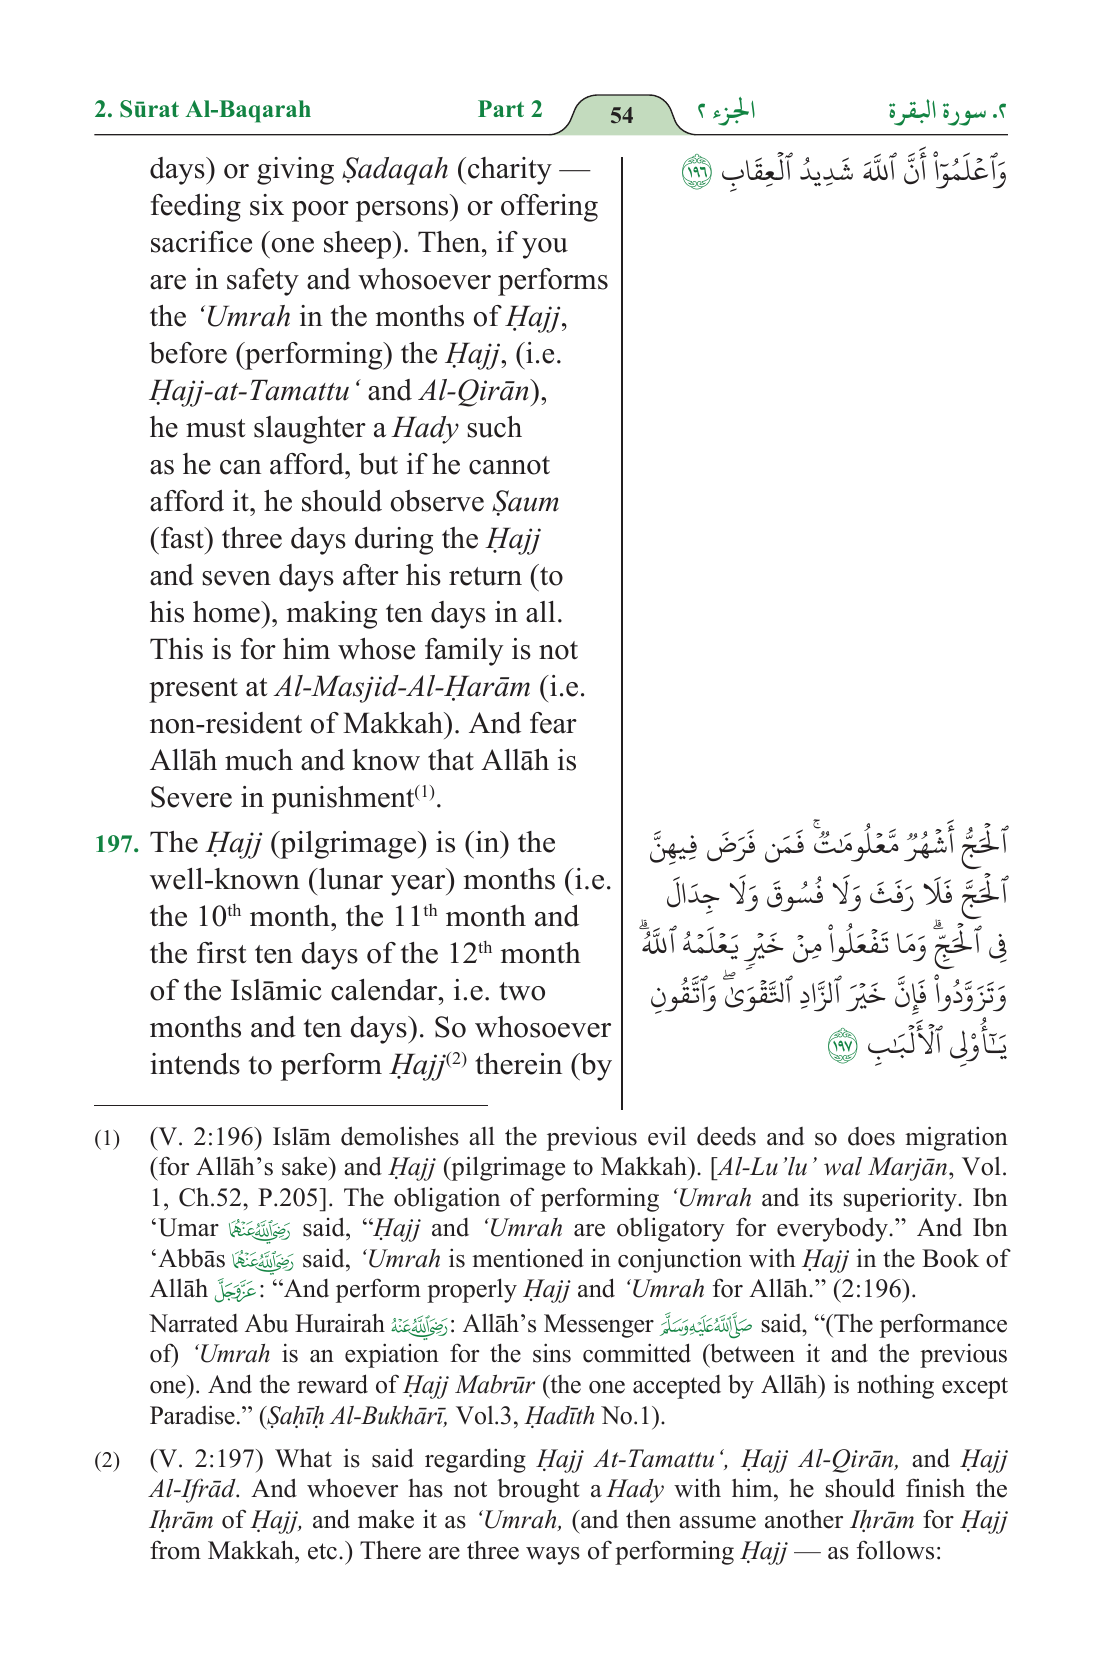 2. Sūrat Al-Baqarah Part 2 54 الجزء ٢ ٢. سورة البقرة
days) or giving Ṣadaqah (charity —
feeding six poor persons) or offering
sacrifice (one sheep). Then, if you
are in safety and whosoever performs
the ‘Umrah in the months of Ḥajj,
before (performing) the Ḥajj, (i.e.
Ḥajj-at-Tamattu‘ and Al-Qirān),
he must slaughter a Hady such
as he can afford, but if he cannot
afford it, he should observe Ṣaum
(fast) three days during the Ḥajj
and seven days after his return (to
his home), making ten days in all.
This is for him whose family is not
present at Al-Masjid-Al-Ḥarām (i.e.
non-resident of Makkah). And fear
Allāh much and know that Allāh is
Severe in punishment(1).
وَٱعۡلَمُوٓاْ أَنَّ ٱللَّهَ شَدِيدُ ٱلۡعِقَابِ ١٩٦
197. The Ḥajj (pilgrimage) is (in) the
well-known (lunar year) months (i.e.
the 10th month, the 11th month and
the first ten days of the 12th month
of the Islāmic calendar, i.e. two
months and ten days). So whosoever
intends to perform Ḥajj(2) therein (by
ٱلۡحَجُّ أَشۡهُرٞ مَّعۡلُومَٰتٞۚ فَمَن فَرَضَ فِيهِنَّ
ٱلۡحَجَّ فَلَا رَفَثَ وَلَا فُسُوقَ وَلَا جِدَالَ
فِي ٱلۡحَجِّۗ وَمَا تَفۡعَلُواْ مِنۡ خَيۡرٖ يَعۡلَمۡهُ ٱللَّهُۗ
وَتَزَوَّدُواْ فَإِنَّ خَيۡرَ ٱلزَّادِ ٱلتَّقۡوَىٰۖ وَٱتَّقُونِ
يَٰٓأُوْلِي ٱلۡأَلۡبَٰبِ ١٩٧
(1) (V. 2:196) Islām demolishes all the previous evil deeds and so does migration
(for Allāh’s sake) and Ḥajj (pilgrimage to Makkah). [Al-Lu’lu’ wal Marjān, Vol.
1, Ch.52, P.205]. The obligation of performing ‘Umrah and its superiority. Ibn
‘Umar رضي الله عنهما said, “Ḥajj and ‘Umrah are obligatory for everybody.” And Ibn
‘Abbās رضي الله عنهما said, ‘Umrah is mentioned in conjunction with Ḥajj in the Book of
Allāh عز وجل: “And perform properly Ḥajj and ‘Umrah for Allāh.” (2:196).
Narrated Abu Hurairah رضي الله عنه: Allāh’s Messenger صلى الله عليه وسلم said, “(The performance
of) ‘Umrah is an expiation for the sins committed (between it and the previous
one). And the reward of Ḥajj Mabrūr (the one accepted by Allāh) is nothing except
Paradise.” (Ṣaḥīḥ Al-Bukhārī, Vol.3, Ḥadīth No.1).
(2) (V. 2:197) What is said regarding Ḥajj At-Tamattu‘, Ḥajj Al-Qirān, and Ḥajj
Al-Ifrād. And whoever has not brought a Hady with him, he should finish the
Iḥrām of Ḥajj, and make it as ‘Umrah, (and then assume another Iḥrām for Ḥajj
from Makkah, etc.) There are three ways of performing Ḥajj — as follows: